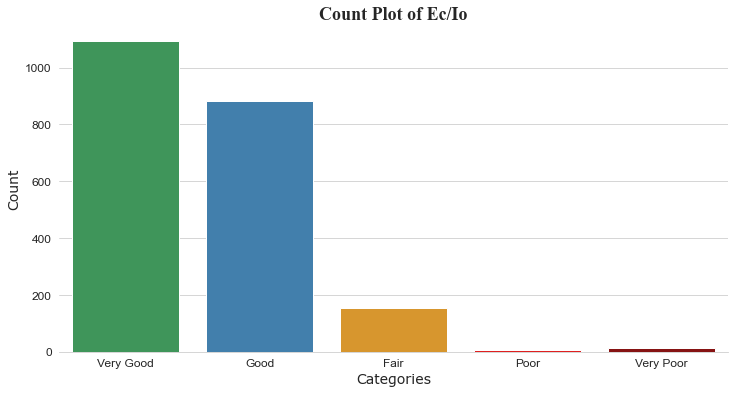 Count Plot of Ec/Io
Count
1000
800
600
400
200
0
Very Good
Good
Fair
Poor
Very Poor
Categories